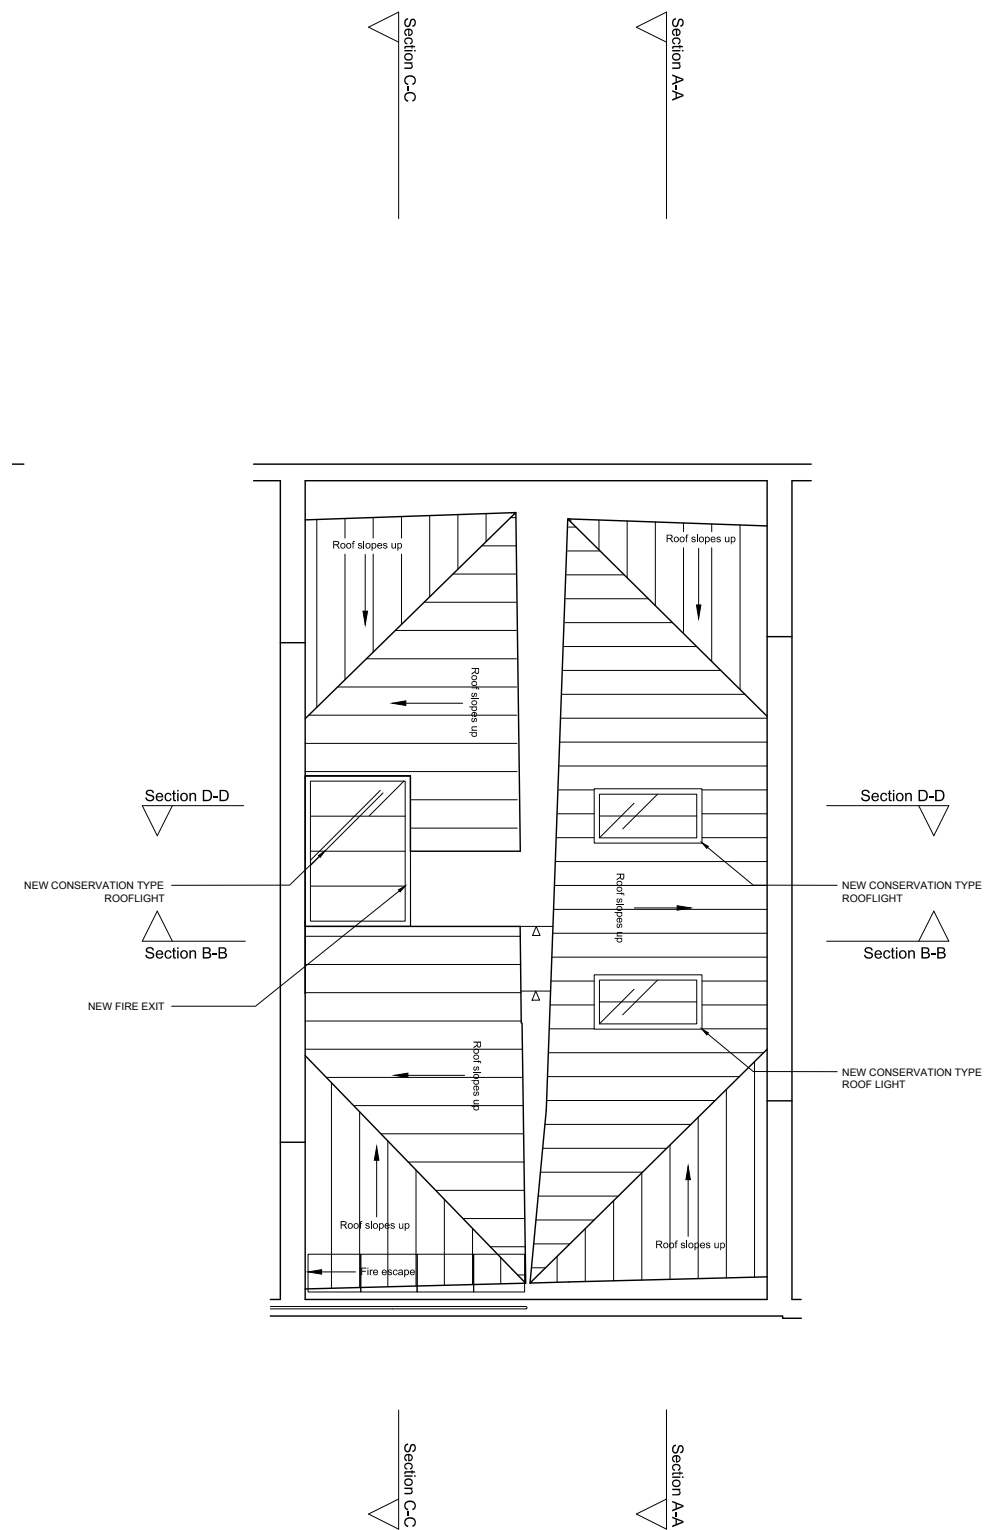 Section C-C
Section A-A
Roof slopes up
Roof slopes up
Roof slopes up
Section D-D
Section D-D
NEW CONSERVATION TYPE
ROOFLIGHT
NEW CONSERVATION TYPE
ROOFLIGHT
Roof slopes up
Section B-B
Section B-B
NEW FIRE EXIT
Roof slopes up
NEW CONSERVATION TYPE
ROOF LIGHT
Roof slopes up
Roof slopes up
Fire escape
Section C-C
Section A-A